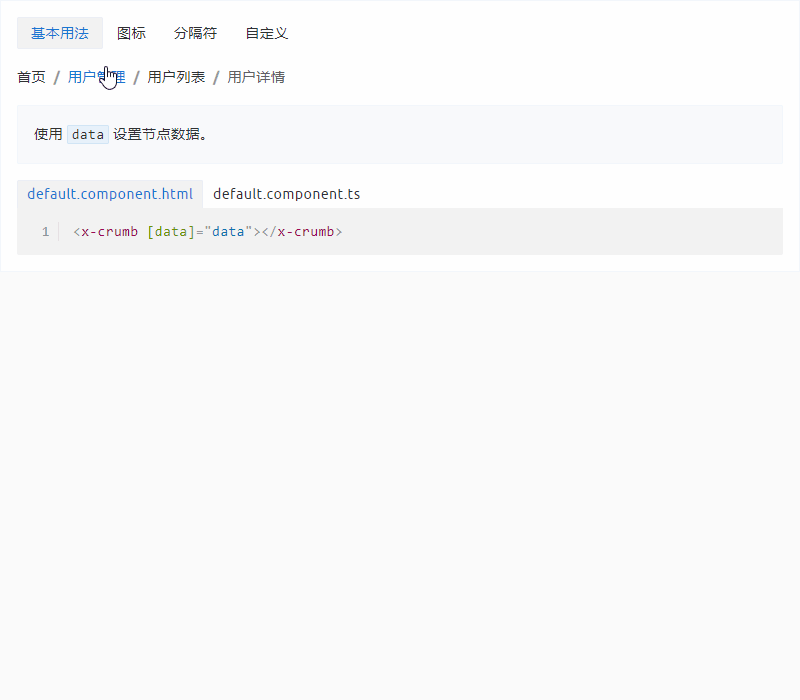 基本用法 图标 分隔符 自定义
首页 / 用户管理 / 用户列表 / 用户详情
使用 data 设置节点数据。
default.component.html default.component.ts
1 <x-crumb [data]="data"></x-crumb>